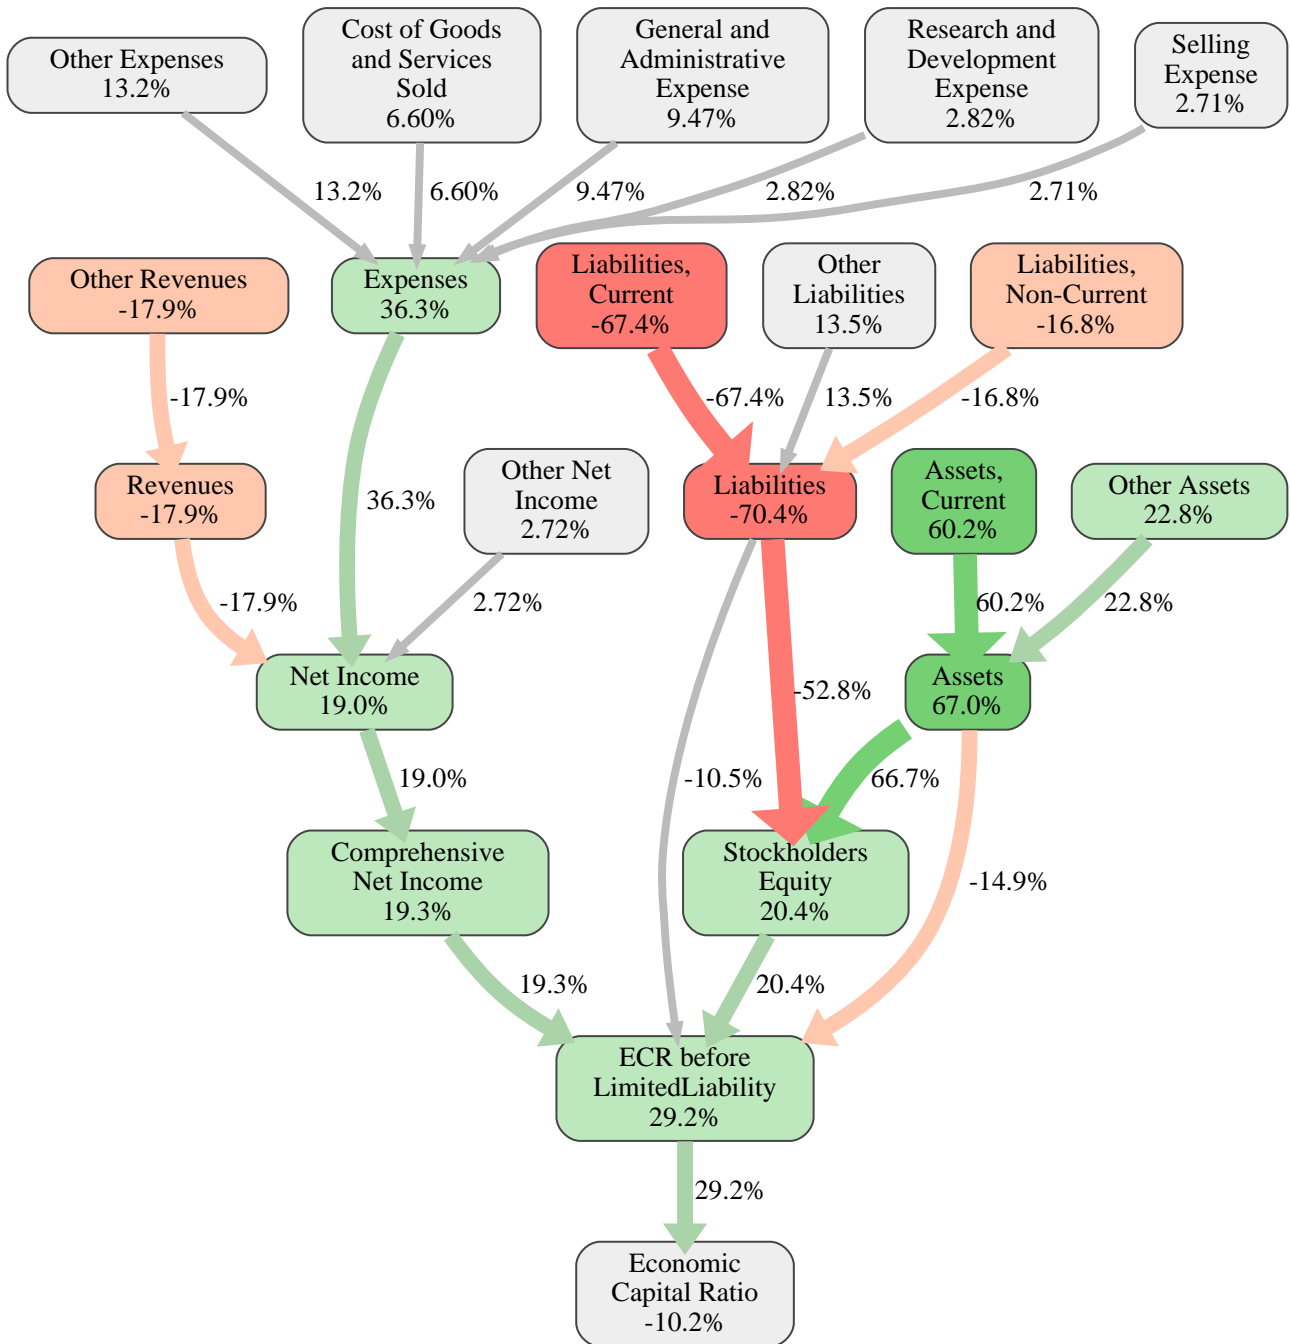 Other Expenses
13.2%
Cost of Goods
and Services
Sold
6.60%
General and
Administrative
Expense
9.47%
Research and
Development
Expense
2.82%
Selling
Expense
2.71%
13.2%
6.60%
9.47%
2.82%
2.71%
Other Revenues
-17.9%
Expenses
36.3%
Liabilities,
Current
-67.4%
Other
Liabilities
13.5%
Liabilities,
Non-Current
-16.8%
-17.9%
-67.4%
13.5%
-16.8%
Revenues
-17.9%
36.3%
Other Net
Income
2.72%
Liabilities
-70.4%
Assets,
Current
60.2%
Other Assets
22.8%
-17.9%
2.72%
60.2%
22.8%
Net Income
19.0%
-52.8%
Assets
67.0%
19.0%
-10.5%
66.7%
Comprehensive
Net Income
19.3%
Stockholders
Equity
20.4%
-14.9%
19.3%
20.4%
ECR before
LimitedLiability
29.2%
29.2%
Economic
Capital Ratio
-10.2%